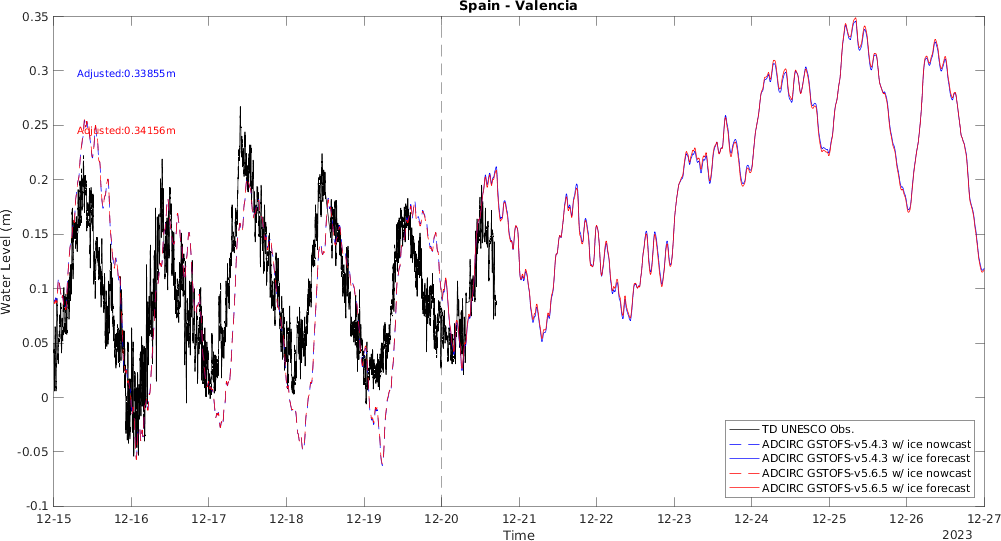 Spain - Valencia
0.35
0.3
0.25
0.2
0.15
0.1
0.05
0
-0.05
-0.1
Water Level (m)
Adjusted:0.33855m
Adjusted:0.34156m
TD UNESCO Obs.
ADCIRC GSTOFS-v5.4.3 w/ ice nowcast
ADCIRC GSTOFS-v5.4.3 w/ ice forecast
ADCIRC GSTOFS-v5.6.5 w/ ice nowcast
ADCIRC GSTOFS-v5.6.5 w/ ice forecast
12-15 12-16 12-17 12-18 12-19 12-20 12-21 12-22 12-23 12-24 12-25 12-26 12-27
Time
2023